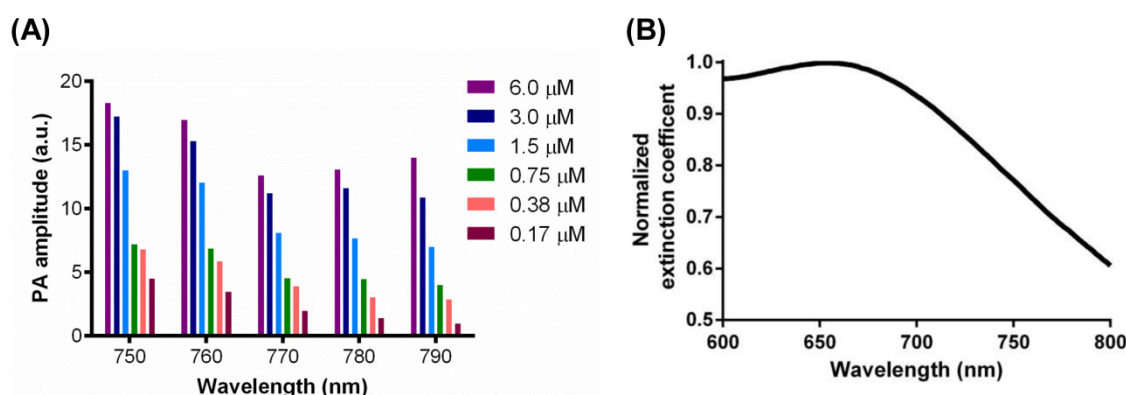 (A)
PA amplitude (a.u.)
20
15
10
5
0
750 760 770 780 790
Wavelength (nm)
6.0 μM
3.0 μM
1.5 μM
0.75 μM
0.38 μM
0.17 μM
(B)
Normalized
extinction coefficent
1.0
0.9
0.8
0.7
0.6
0.5
600 650 700 750 800
Wavelength (nm)